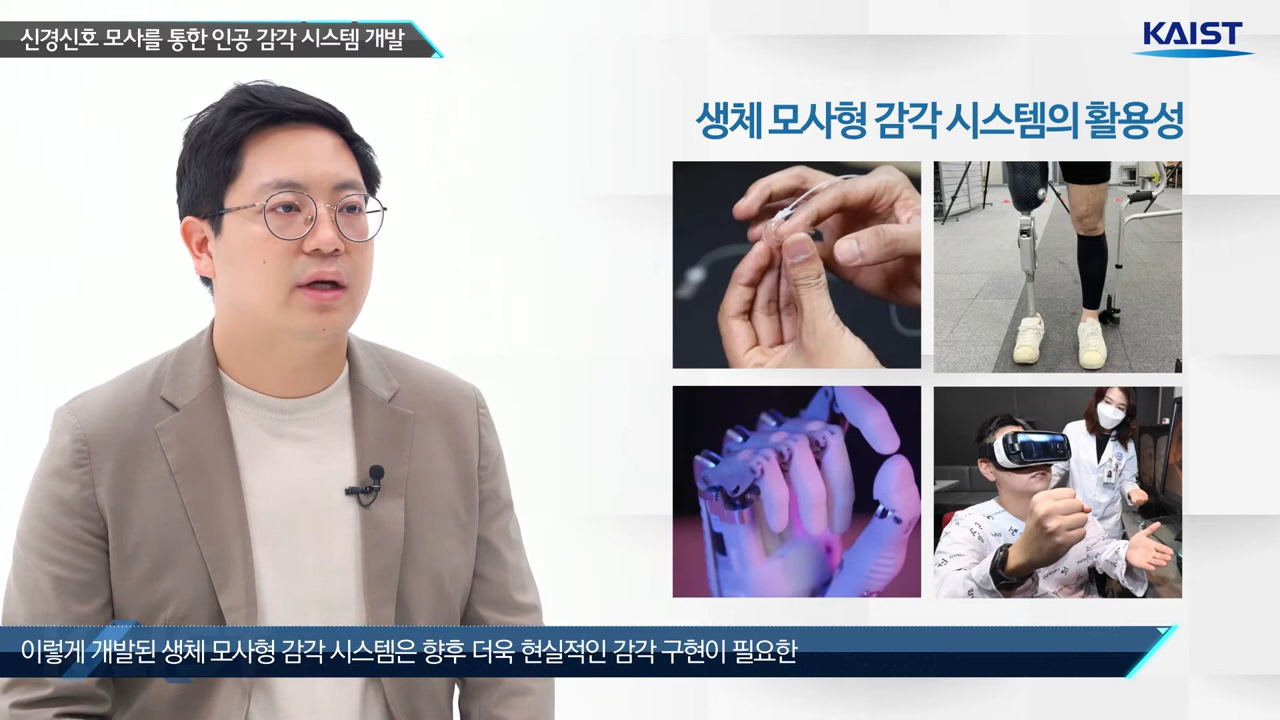 신경신호 모사를 통한 인공 감각 시스템 개발
KAIST
생체 모사형 감각 시스템의 활용성
이렇게 개발된 생체 모사형 감각 시스템은 향후 더욱 현실적인 감각 구현이 필요한